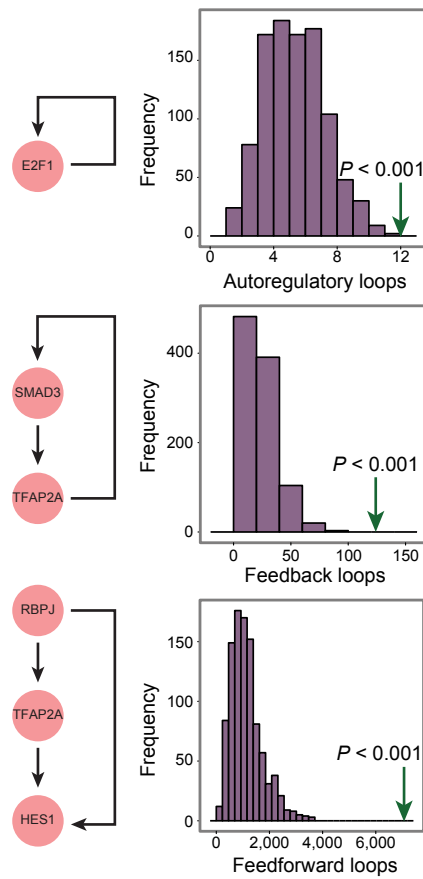 E2F1
Frequency
150
100
50
0
P < 0.001
0 4 8 12
Autoregulatory loops
SMAD3
TFAP2A
Frequency
400
200
0
P < 0.001
0 50 100 150
Feedback loops
RBPJ
TFAP2A
HES1
Frequency
150
100
50
0
P < 0.001
0 2,000 4,000 6,000
Feedforward loops